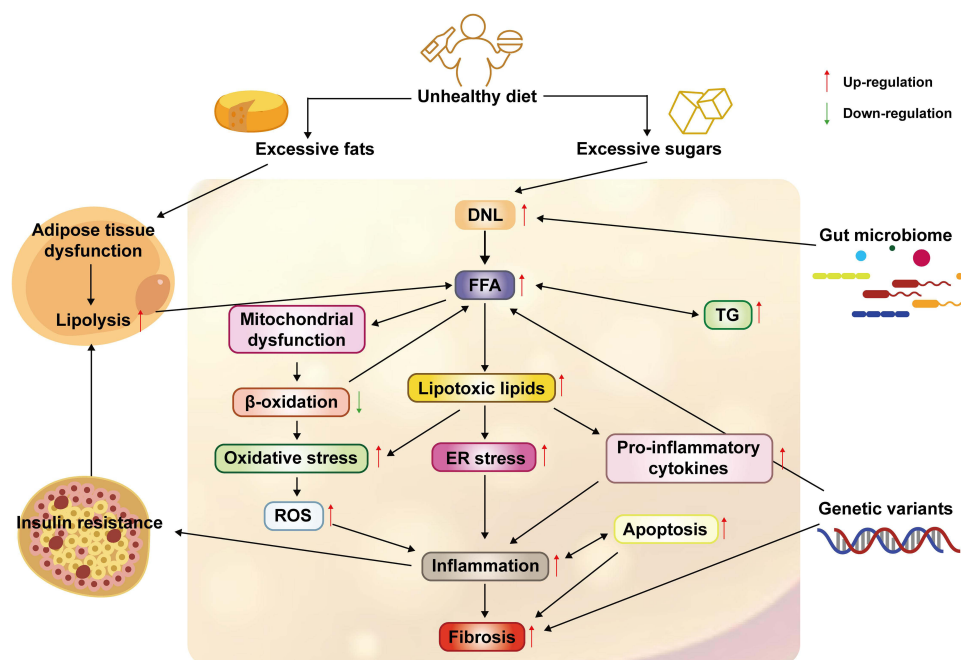 Unhealthy diet
Up-regulation
Down-regulation
Excessive fats
Excessive sugars
DNL
Adipose tissue
dysfunction
Gut microbiome
FFA
Lipolysis
TG
Mitochondrial
dysfunction
Lipotoxic lipids
β-oxidation
Oxidative stress
ER stress
Pro-inflammatory
cytokines
ROS
Insulin resistance
Apoptosis
Genetic variants
Inflammation
Fibrosis